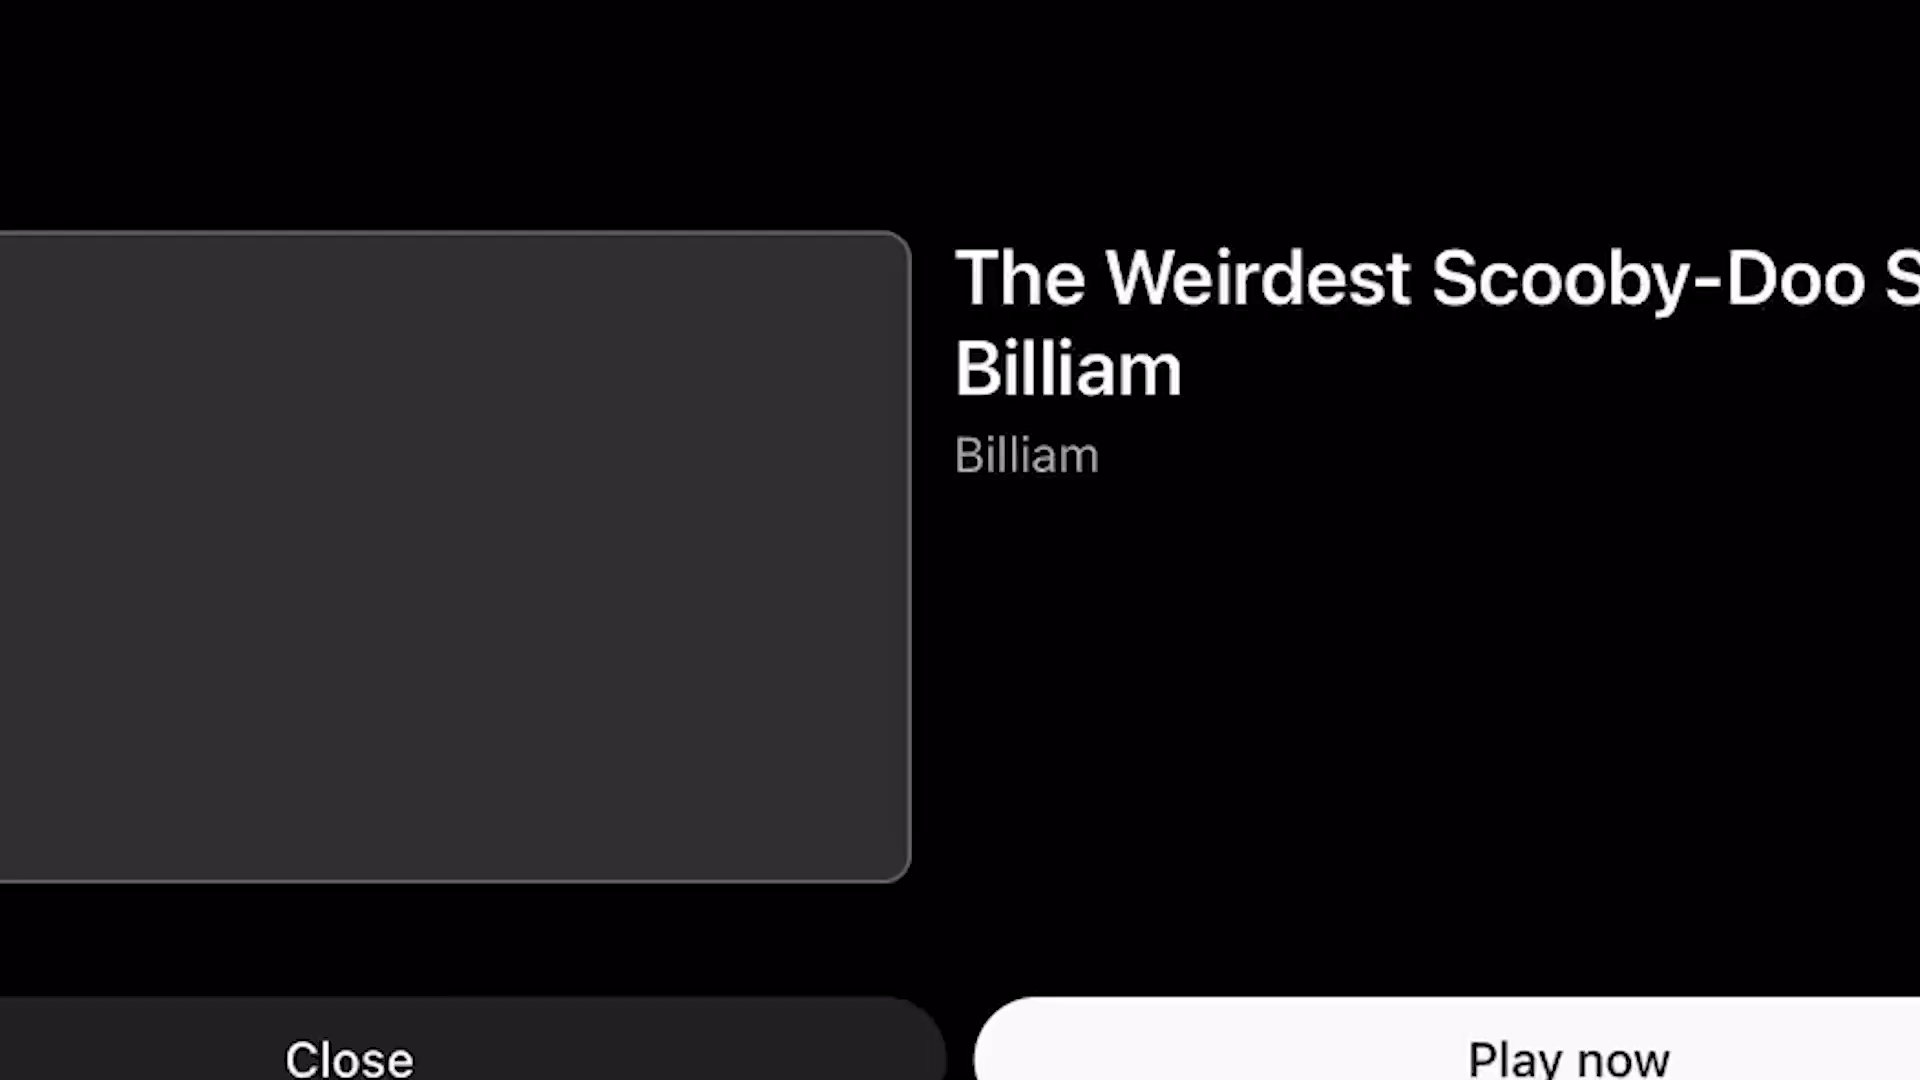 The Weirdest Scooby-Doo
Billiam
Billiam
Close
Play now